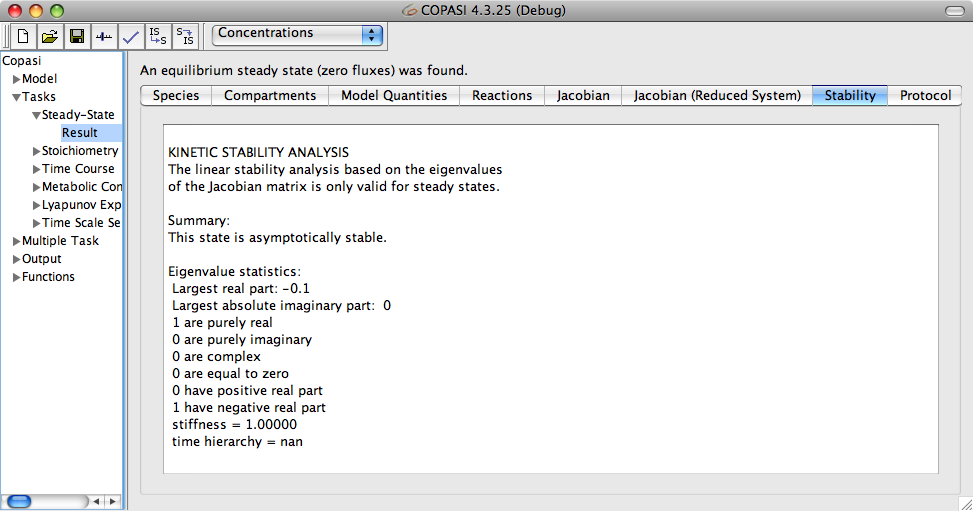 COPASI 4.3.25 (Debug)
IS
S
S
IS
Concentrations
Copasi
Model
Tasks
Steady-State
Result
Stoichiometry
Time Course
Metabolic Con
Lyapunov Exp
Time Scale Se
Multiple Task
Output
Functions
An equilibrium steady state (zero fluxes) was found.
Species Compartments Model Quantities Reactions Jacobian Jacobian (Reduced System) Stability Protocol
KINETIC STABILITY ANALYSIS
The linear stability analysis based on the eigenvalues
of the Jacobian matrix is only valid for steady states.
Summary:
This state is asymptotically stable.
Eigenvalue statistics:
Largest real part: -0.1
Largest absolute imaginary part:  0
1 are purely real
0 are purely imaginary
0 are complex
0 are equal to zero
0 have positive real part
1 have negative real part
stiffness = 1.00000
time hierarchy = nan